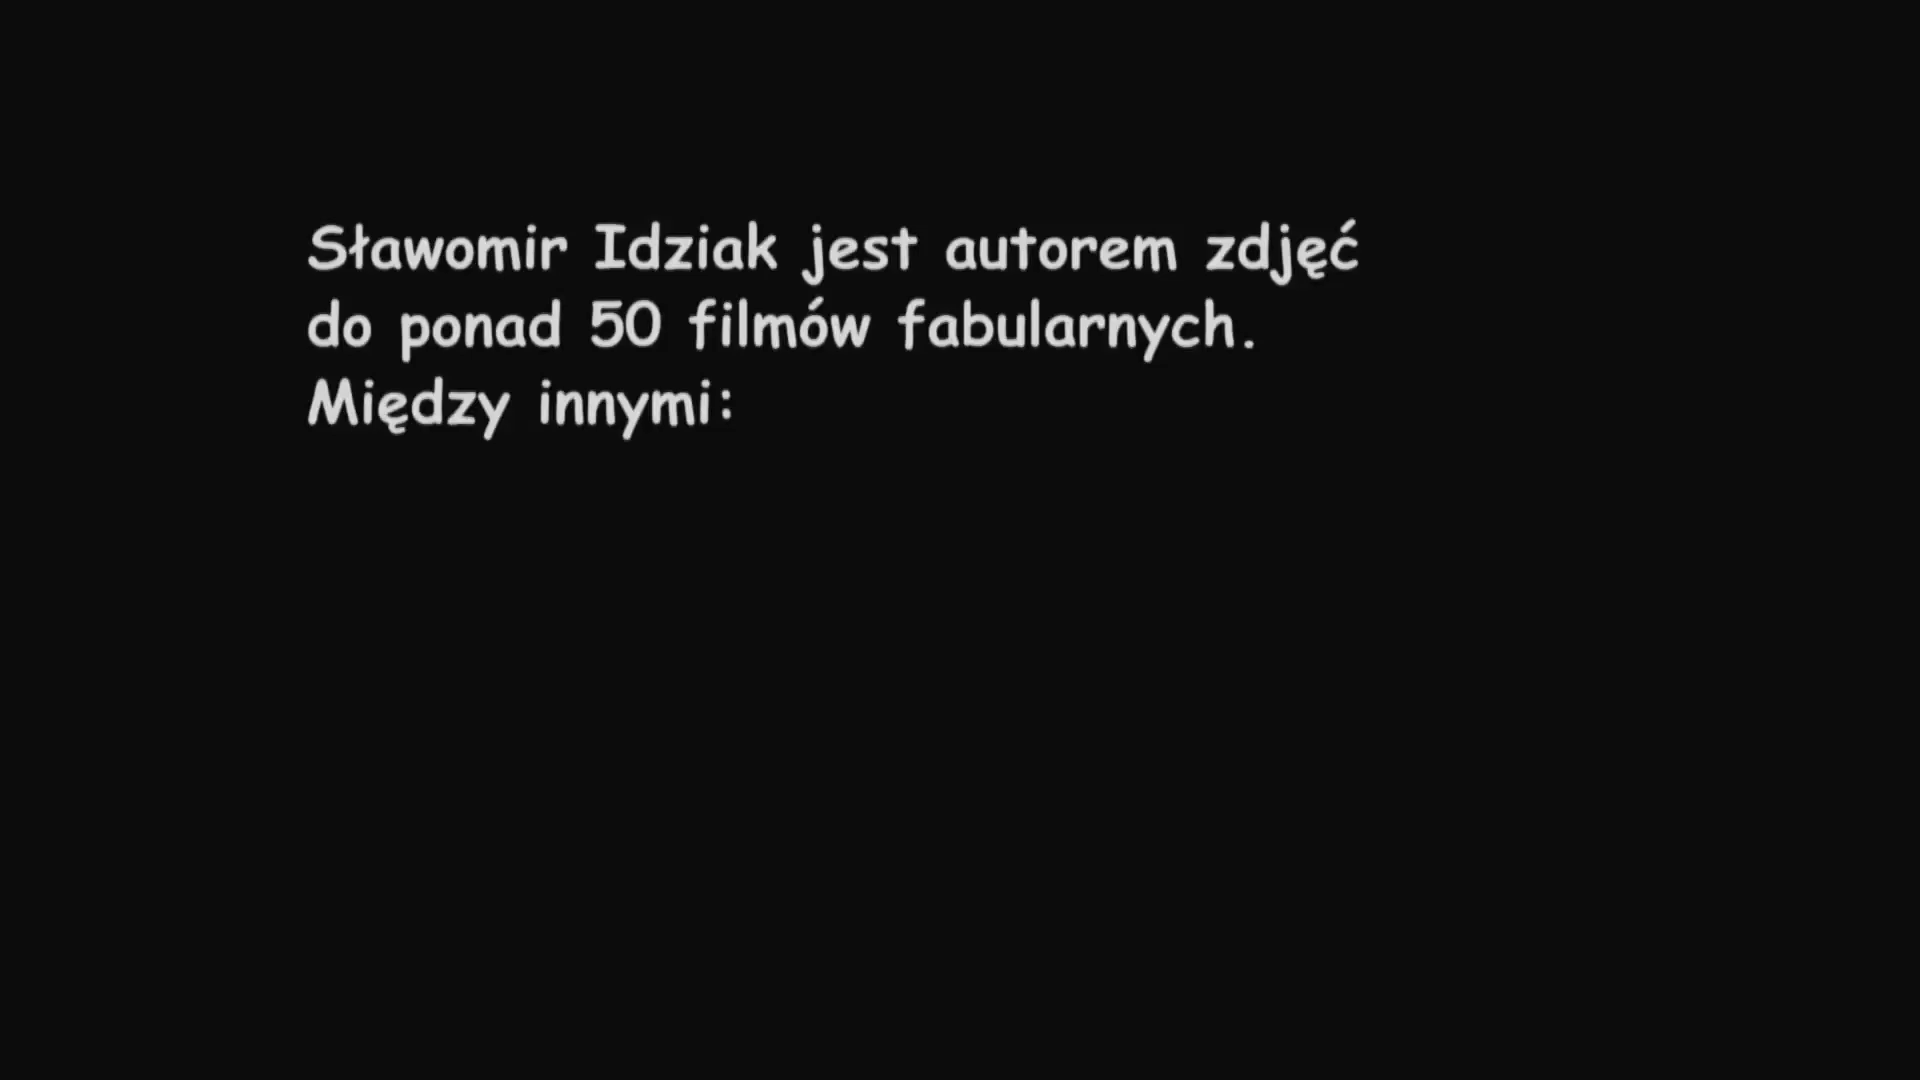 Sławomir Idziak jest autorem zdjęć
do ponad 50 filmów fabularnych.
Między innymi: